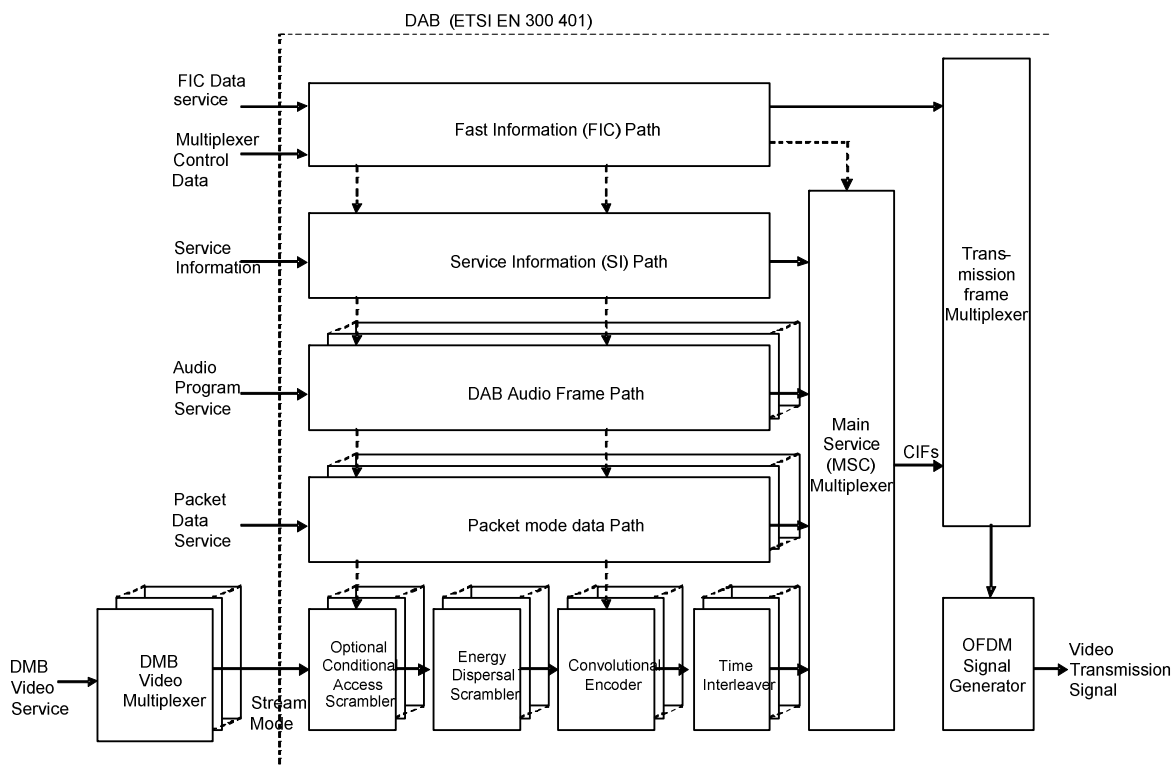 DAB (ETSI EN 300 401)
FIC Data
service
Multiplexer
Control
Data
Fast Information (FIC) Path
Service
Information
Service Information (SI) Path
Trans-
mission
frame
Multiplexer
Audio
Program
Service
DAB Audio Frame Path
Main
Service
(MSC)
Multiplexer
CIFs
Packet
Data
Service
Packet mode data Path
DMB
Video
Service
DMB
Video
Multiplexer
Stream
Mode
Optional
Conditional
Access
Scrambler
Energy
Dispersal
Scrambler
Convolutional
Encoder
Time
Interleaver
OFDM
Signal
Generator
Video
Transmission
Signal